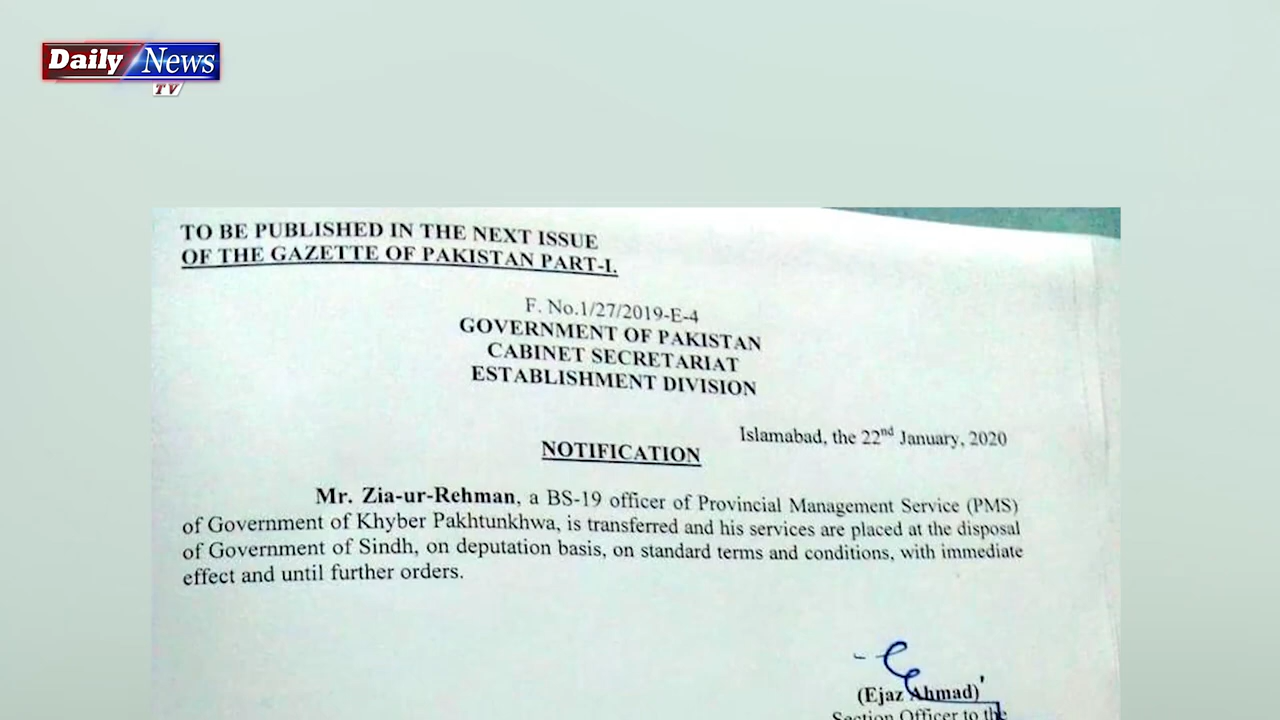 Daily News
TV
TO BE PUBLISHED IN THE NEXT ISSUE
OF THE GAZETTE OF PAKISTAN PART-I.
F. No.1/27/2019-E-4
GOVERNMENT OF PAKISTAN
CABINET SECRETARIAT
ESTABLISHMENT DIVISION
Islamabad, the 22nd January, 2020
NOTIFICATION
Mr. Zia-ur-Rehman, a BS-19 officer of Provincial Management Service (PMS)
of Government of Khyber Pakhtunkhwa, is transferred and his services are placed at the disposal
of Government of Sindh, on deputation basis, on standard terms and conditions, with immediate
effect and until further orders.
(Ejaz Ahmad)
Section Officer to the